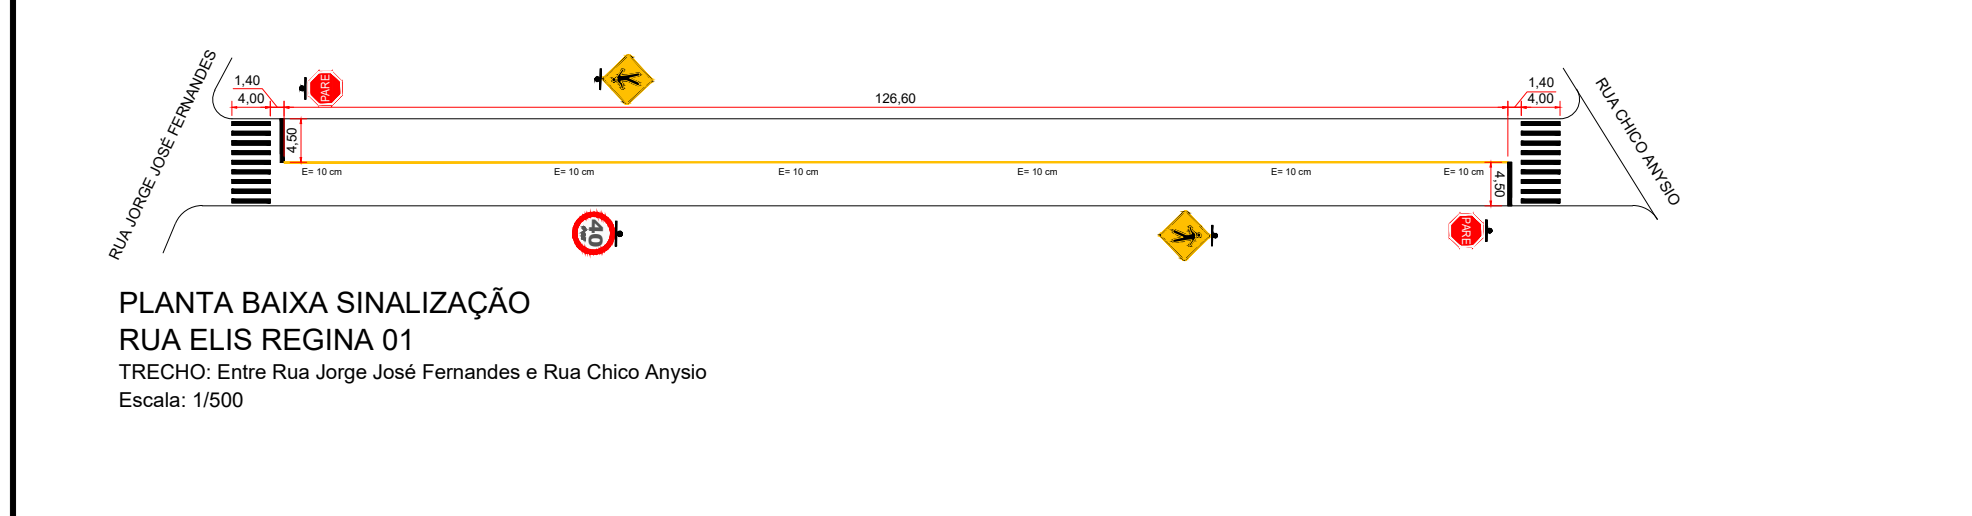 RUA JORGE JOSÉ FERNANDES
1,40
4,00
PARE
126,60
1,40
4,00
RUA CHICO ANYSIO
4,50
E= 10 cm
E= 10 cm
E= 10 cm
E= 10 cm
E= 10 cm
E= 10 cm
4,50
40
PARE
PLANTA BAIXA SINALIZAÇÃO
RUA ELIS REGINA 01
TRECHO: Entre Rua Jorge José Fernandes e Rua Chico Anysio
Escala: 1/500